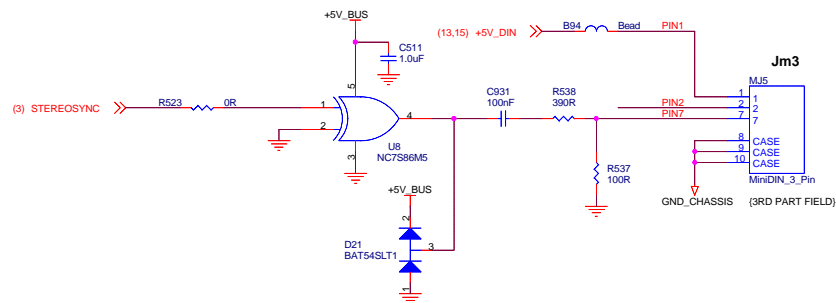 +5V_BUS
(13,15) +5V_DIN
B94 Bead PIN1
Jm3
C511
1.0uF
MJ5
5
1 1
(3) STEREOSYNC
R523 0R
1
C931
100nF
R538
390R
PIN2
2 2
PIN7
7 7
4
2
U8
NC7S86M5
3
8 CASE
9 CASE
10 CASE
R537
100R
MiniDIN_3_Pin
+5V_BUS
GND_CHASSIS
{3RD PART FIELD}
2
D21
BAT54SLT1
3
1